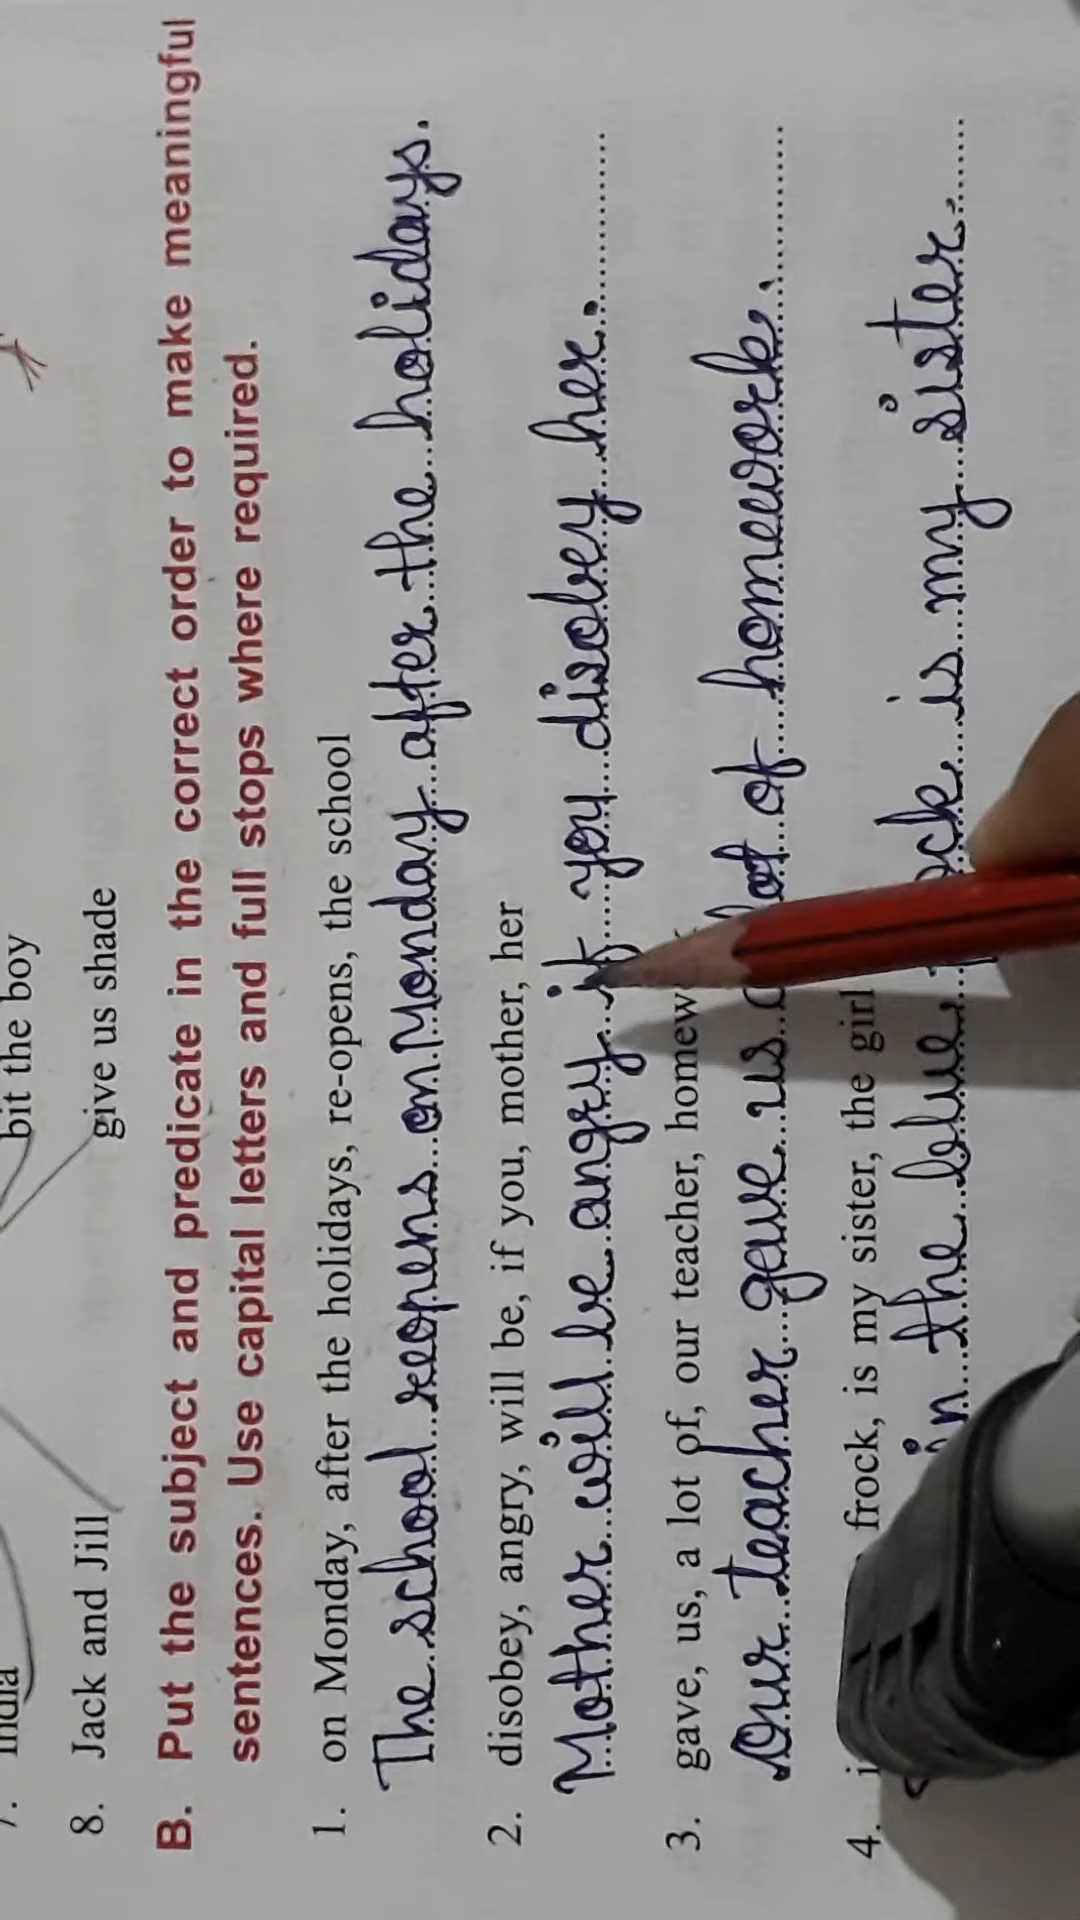 bit the boy
7. India
give us shade
8. Jack and Jill
B. Put the subject and predicate in the correct order to make meaningful
sentences. Use capital letters and full stops where required.
1. on Monday, after the holidays, re-opens, the school
The school reopens on Monday after the holidays.
2. disobey, angry, will be, if you, mother, her
Mother will be angry if you disobey her.
3. gave, us, a lot of, our teacher,
Our teacher gave us a lot of homework.
4. frock, is my sister, the girl
in the blue is my sister.